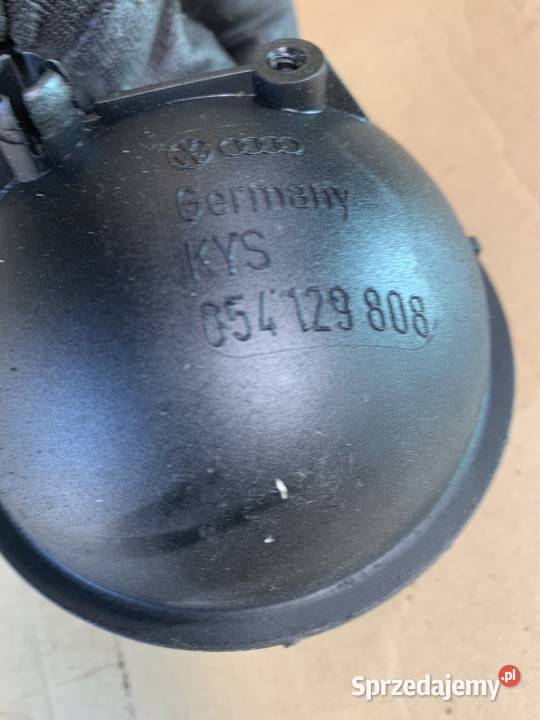 Germany
KYS
054 129 808
Sprzedajemy.pl